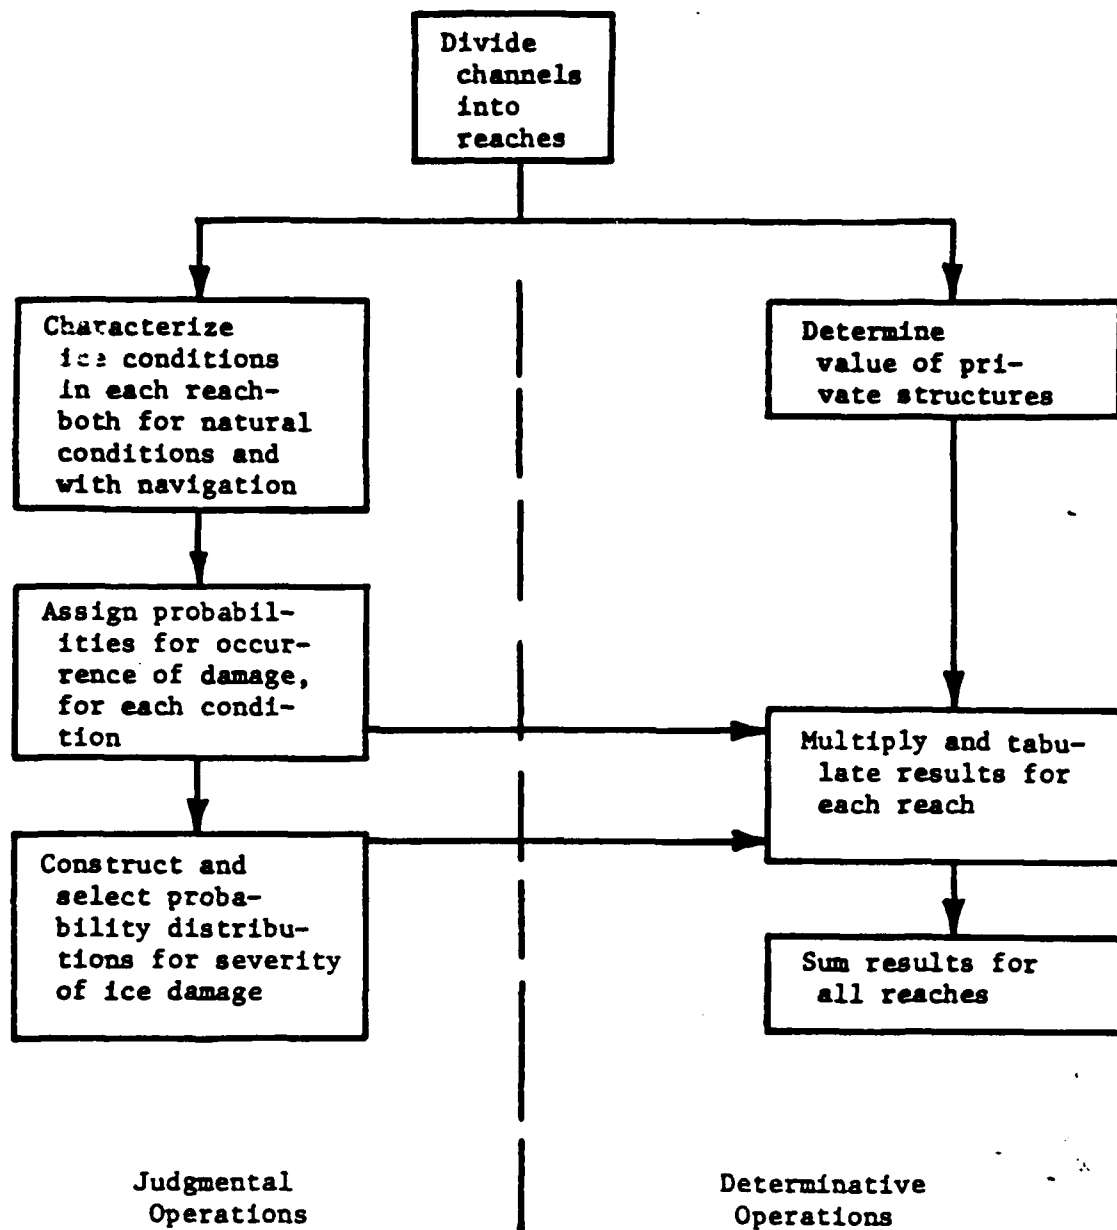 Divide
channels
into
reaches
Characterize
ice conditions
in each reach-
both for natural
conditions and
with navigation
Determine
value of pri-
vate structures
Assign probabil-
ities for occur-
rence of damage,
for each condi-
tion
Multiply and tabu-
late results for
each reach
Construct and
select proba-
bility distribu-
tions for severity
of ice damage
Sum results for
all reaches
Judgmental
Operations
Determinative
Operations